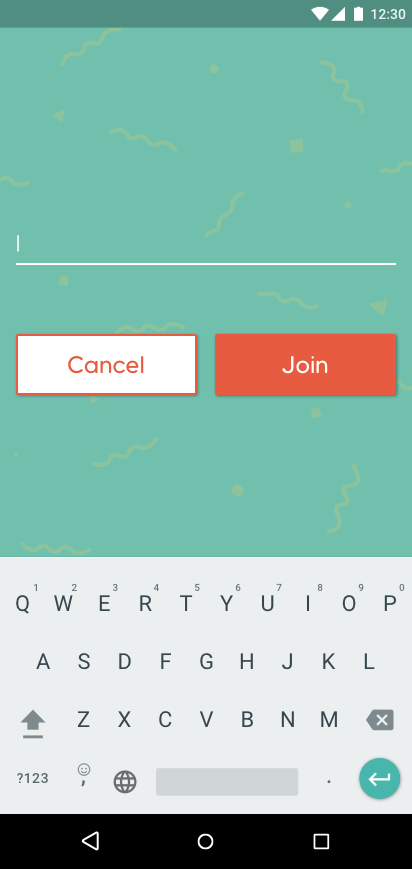 12:30
Cancel Join
1 2 3 4 5 6 7 8 9 0
Q W E R T Y U I O P
A S D F G H J K L
Z X C V B N M
?123 , .